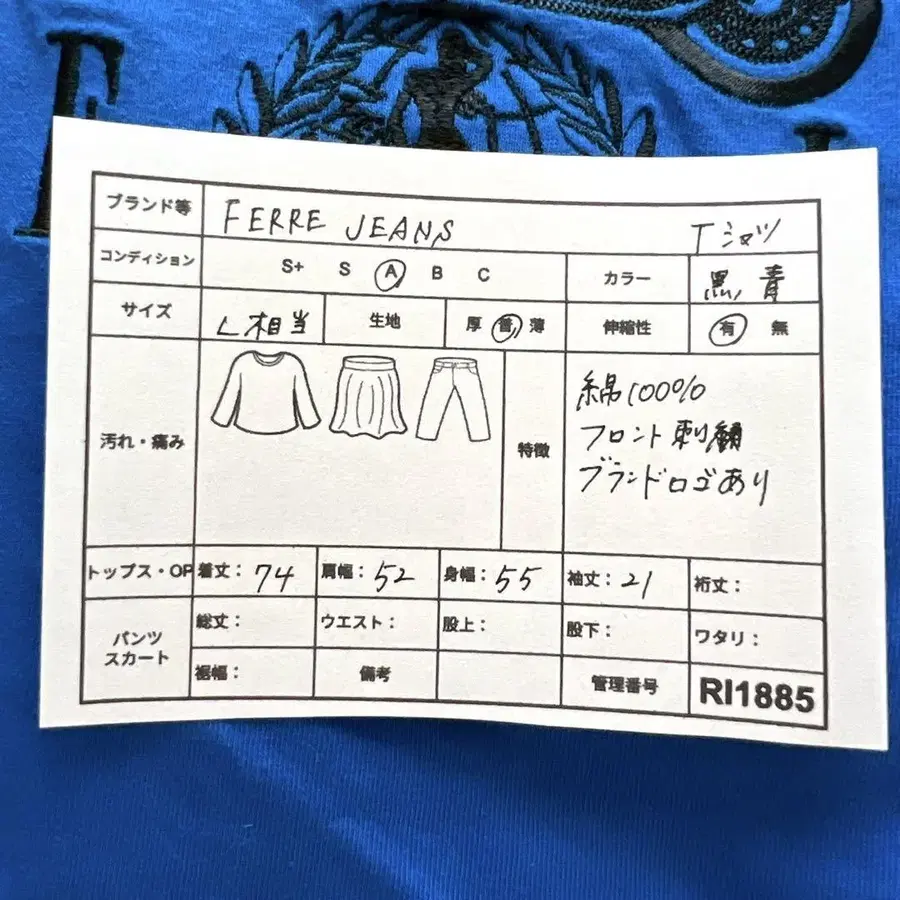 F
ブランド等 FERRE JEANS Tシャツ
コンディション S+ S A B C カラー 黒, 青
サイズ L相当 生地 厚 普 薄 伸縮性 有 無
汚れ・痛み 特徴 綿100%
フロント刺繍
ブランドロゴあり
トップス・OP 着丈: 74 肩幅: 52 身幅: 55 袖丈: 21 裄丈:
パンツ スカート 総丈: ウエスト: 股上: 股下: ワタリ:
裾幅: 備考 管理番号 RI1885